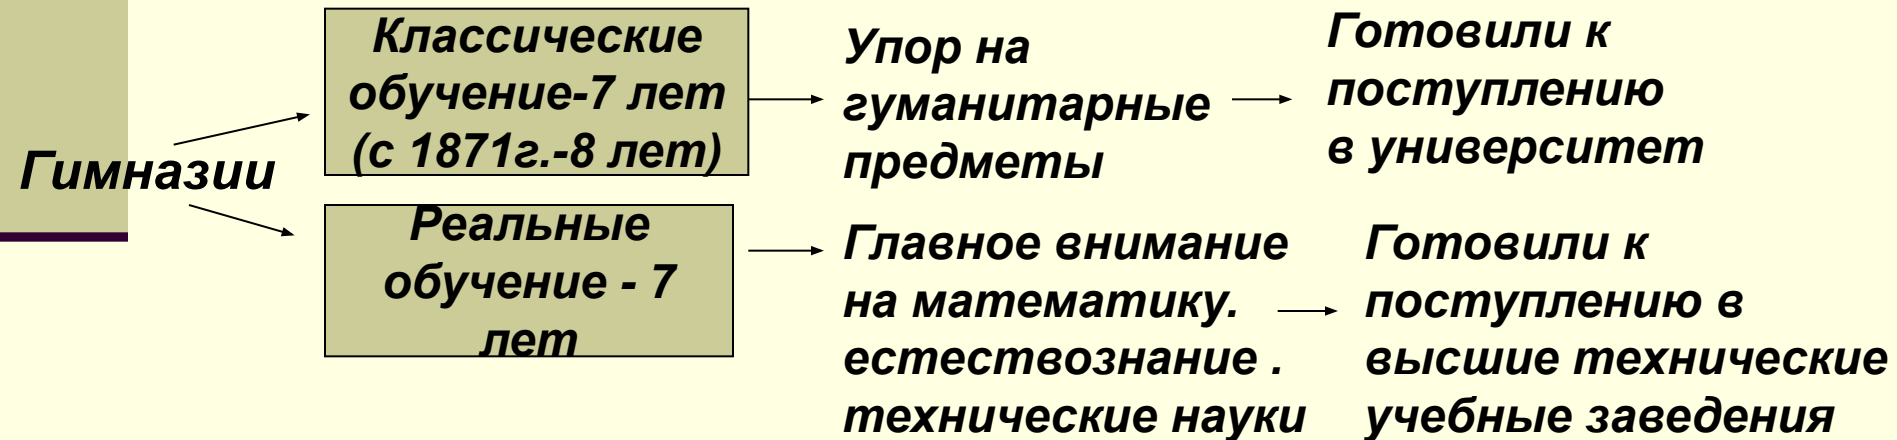 Гимназии
Классические
обучение-7 лет
(с 1871г.-8 лет)
Упор на
гуманитарные
предметы
Готовили к
поступлению
в университет
Реальные
обучение - 7
лет
Главное внимание
на математику.
естествознание .
технические науки
Готовили к
поступлению в
высшие технические
учебные заведения